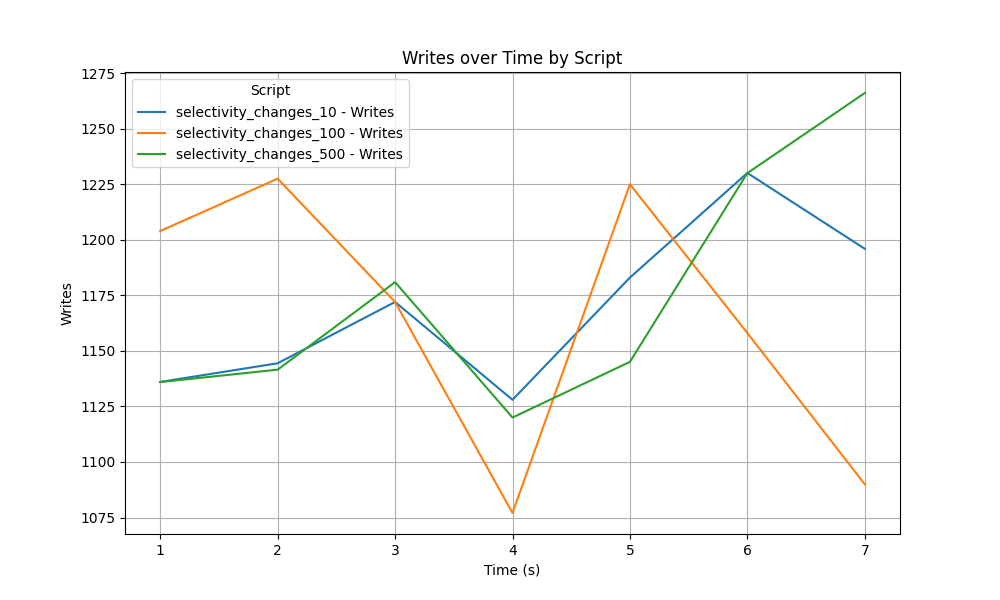 Writes over Time by Script
Script
selectivity_changes_10 - Writes
selectivity_changes_100 - Writes
selectivity_changes_500 - Writes
Writes
1275
1250
1225
1200
1175
1150
1125
1100
1075
1 2 3 4 5 6 7
Time (s)